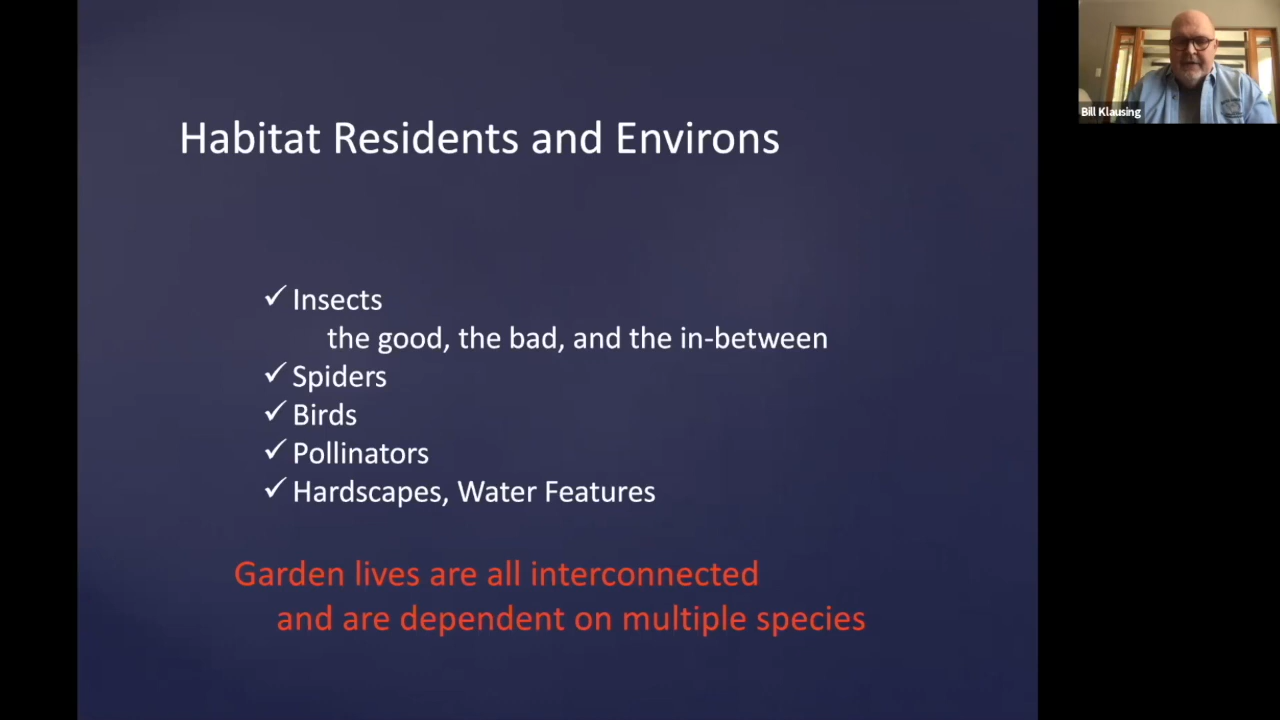 Habitat Residents and Environs
✓ Insects
the good, the bad, and the in-between
✓ Spiders
✓ Birds
✓ Pollinators
✓ Hardscapes, Water Features
Garden lives are all interconnected
and are dependent on multiple species
Bill Klausing